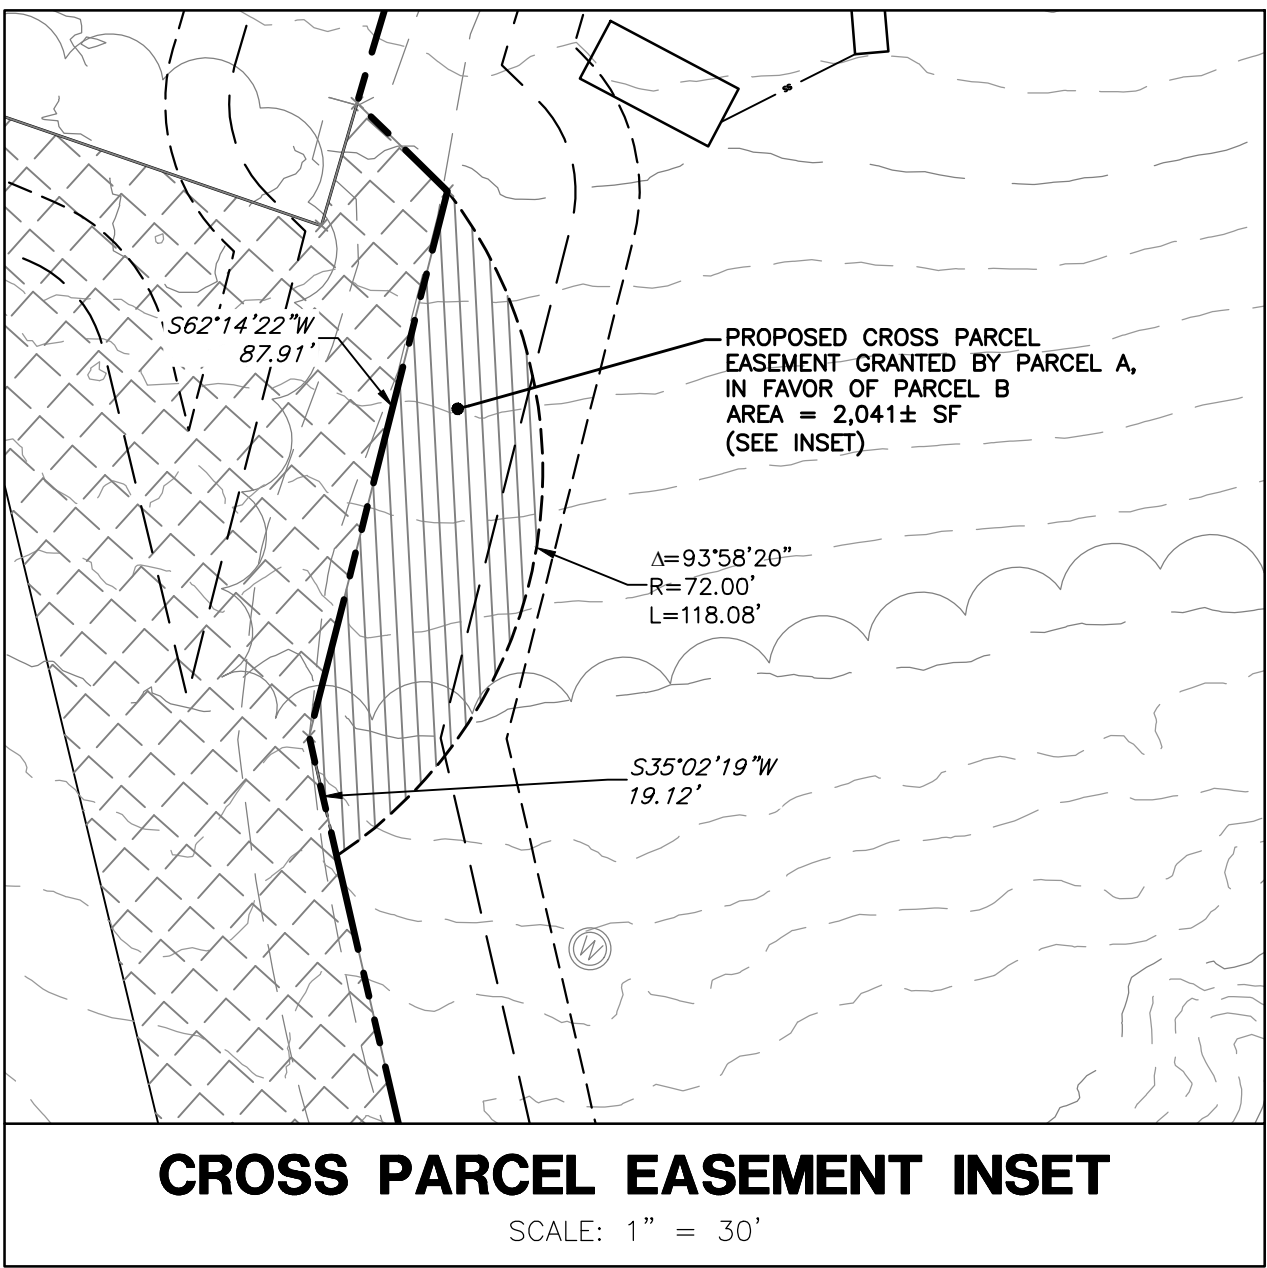 SS
S62°14'22"W
87.91'
PROPOSED CROSS PARCEL
EASEMENT GRANTED BY PARCEL A,
IN FAVOR OF PARCEL B
AREA = 2,041± SF
(SEE INSET)
Δ=93°58'20"
R=72.00'
L=118.08'
S35°02'19"W
19.12'
W
CROSS PARCEL EASEMENT INSET
SCALE: 1" = 30'